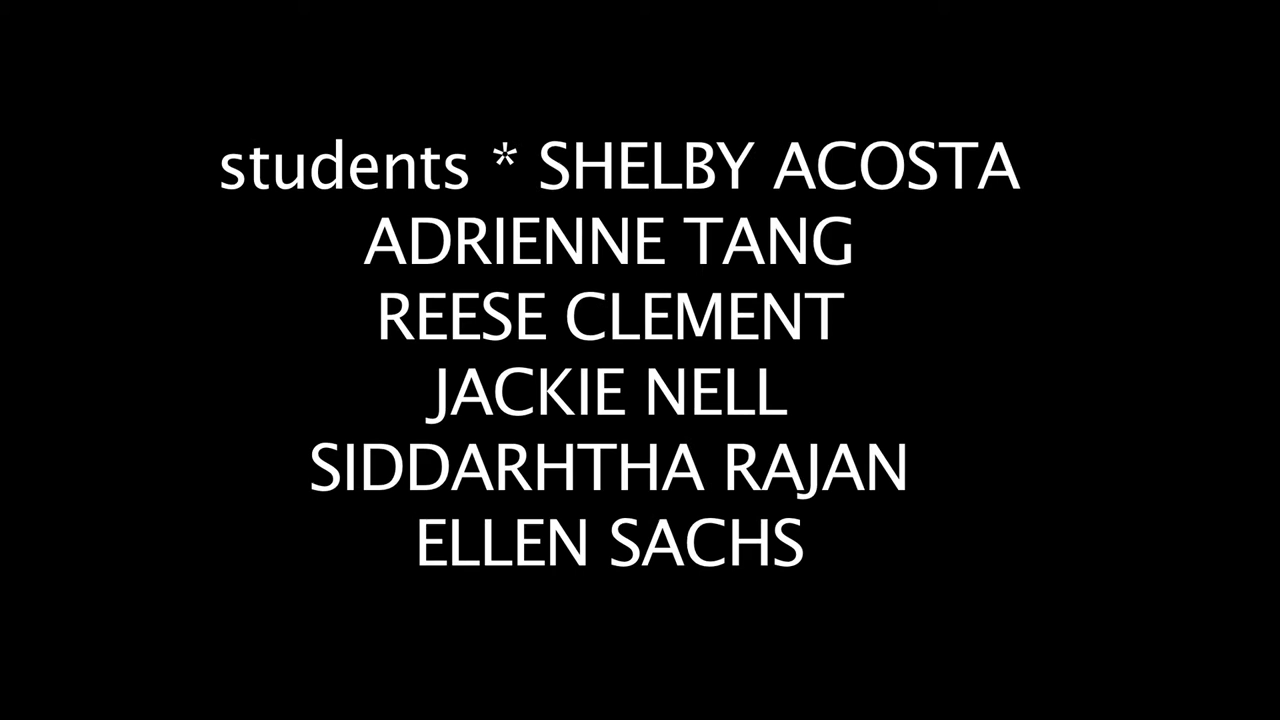 students * SHELBY ACOSTA
ADRIENNE TANG
REESE CLEMENT
JACKIE NELL
SIDDARHTHA RAJAN
ELLEN SACHS